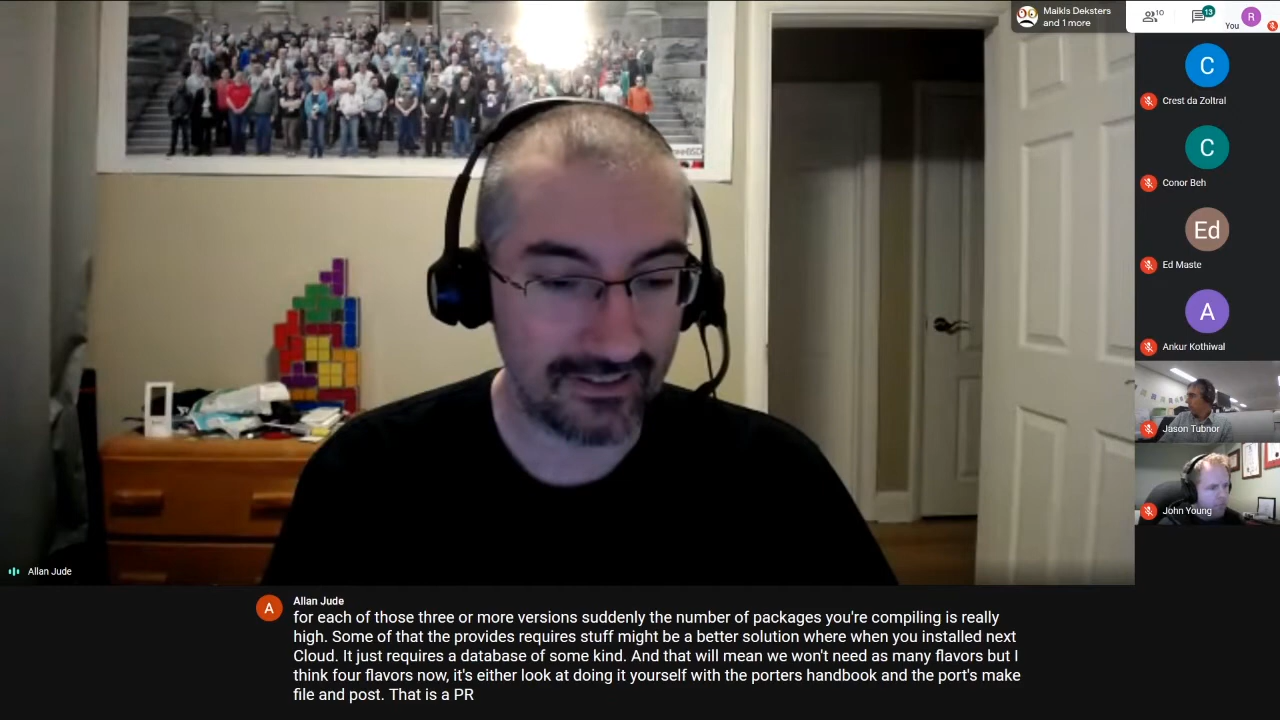 Maikls Deksters
and 1 more
10
13
You
R
C
Crest da Zoltral
C
Conor Beh
Ed
Ed Maste
A
Ankur Kothiwal
Jason Tubnor
John Young
Allan Jude
A
Allan Jude
for each of those three or more versions suddenly the number of packages you're compiling is really
high. Some of that the provides requires stuff might be a better solution where when you installed next
Cloud. It just requires a database of some kind. And that will mean we won't need as many flavors but I
think four flavors now, it's either look at doing it yourself with the porters handbook and the port's make
file and post. That is a PR